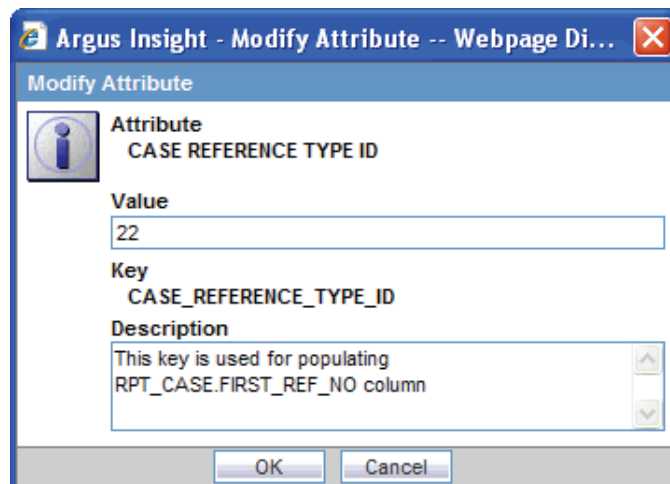 Argus Insight - Modify Attribute -- Webpage Di...
Modify Attribute
Attribute
CASE REFERENCE TYPE ID
Value
22
Key
CASE_REFERENCE_TYPE_ID
Description
This key is used for populating
RPT_CASE.FIRST_REF_NO column
OK Cancel